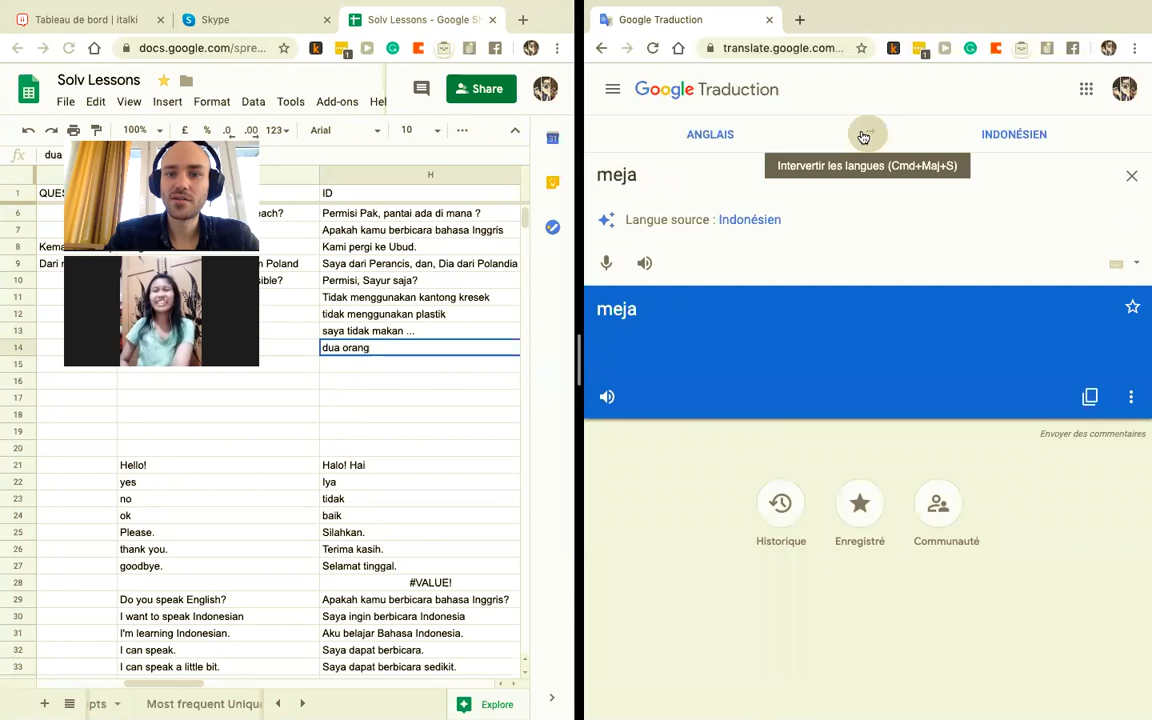 Tableau de bord | italki
Skype
Solv Lessons - Google Sh
docs.google.com/spre...
1
Solv Lessons
File Edit View Insert Format Data Tools Add-ons Hel
Share
100% £ % .0 .00 123 Arial 10
31
fx dua
H
1 QUES ID
6 each? Permisi Pak, pantai ada di mana ?
7 Apakah kamu berbicara bahasa Inggris
8 Kema Kami pergi ke Ubud.
9 Dari m n Poland Saya dari Perancis, dan, Dia dari Polandia
10 sible? Permisi, Sayur saja?
11 Tidak menggunakan kantong kresek
12 tidak menggunakan plastik
13 saya tidak makan ...
14 dua orang
15
16
17
18
19
20
21 Hello! Halo! Hai
22 yes Iya
23 no tidak
24 ok baik
25 Please. Silahkan.
26 thank you. Terima kasih.
27 goodbye. Selamat tinggal.
28 #VALUE!
29 Do you speak English? Apakah kamu berbicara bahasa Inggris?
30 I want to speak Indonesian Saya ingin berbicara Indonesia
31 I'm learning Indonesian. Aku belajar Bahasa Indonesia.
32 I can speak. Saya dapat berbicara.
33 I can speak a little bit. Saya dapat berbicara sedikit.
pts Most frequent Uniqu
Explore
Google Traduction
translate.google.com...
1
Google Traduction
ANGLAIS INDONÉSIEN
Intervertir les langues (Cmd+Maj+S)
meja
Langue source : Indonésien
meja
Envoyer des commentaires
Historique Enregistré Communauté